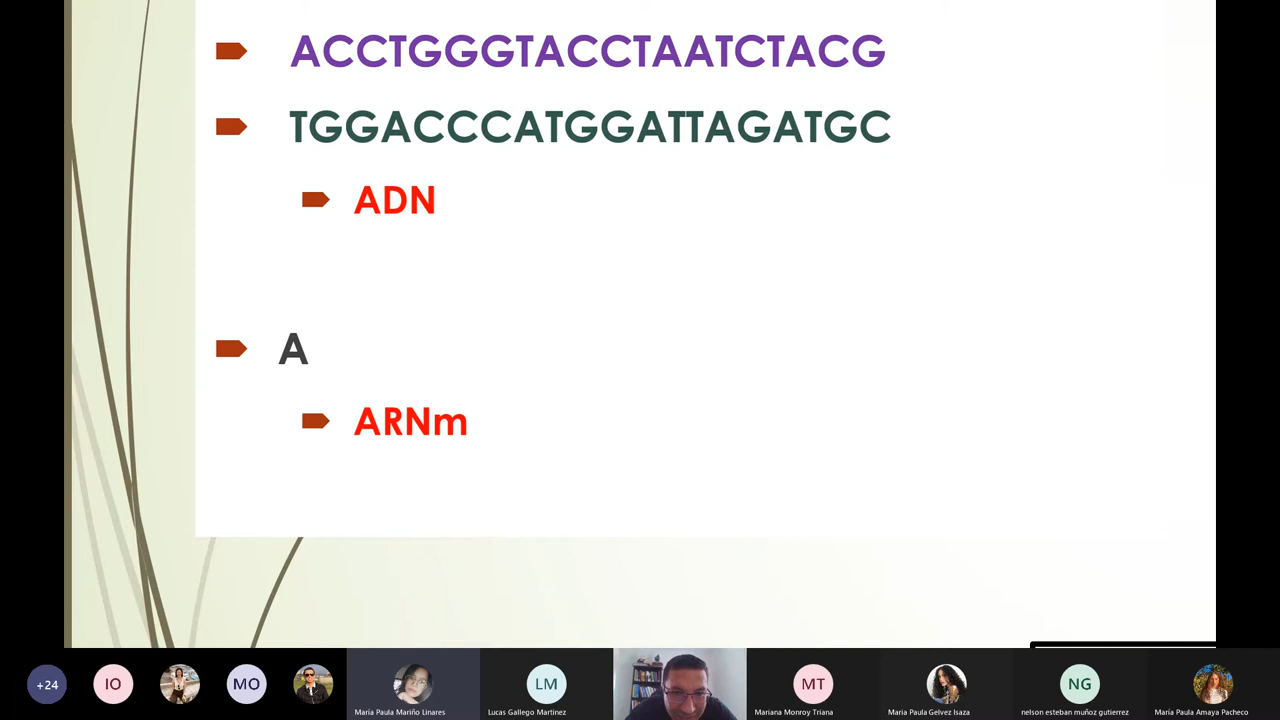 ACCTGGGTACCTAATCTACG
TGGACCCATGGATTAGATGC
ADN
A
ARNm
+24
IO
MO
LM
MT
NG
María Paula Mariño Linares
Lucas Gallego Martinez
Mariana Monroy Triana
Maria Paula Gelvez Isaza
nelson esteban muñoz gutierrez
María Paula Amaya Pacheco